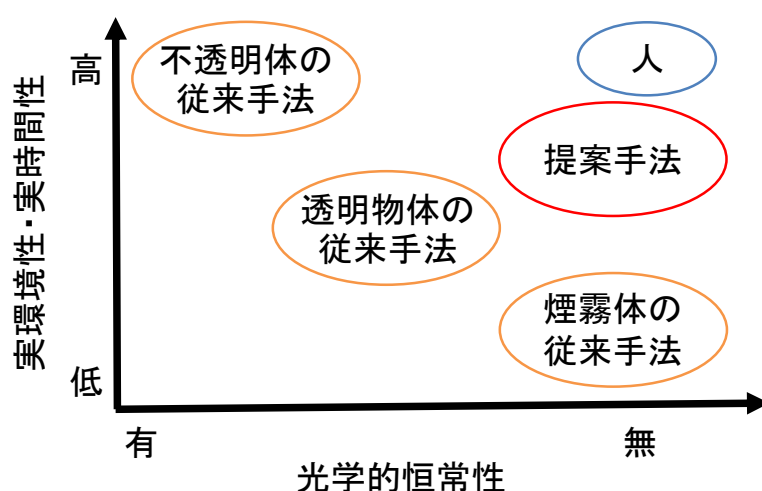 実環境性・実時間性
高
低
不透明体の
従来手法
人
提案手法
透明物体の
従来手法
煙霧体の
従来手法
有
無
光学的恒常性